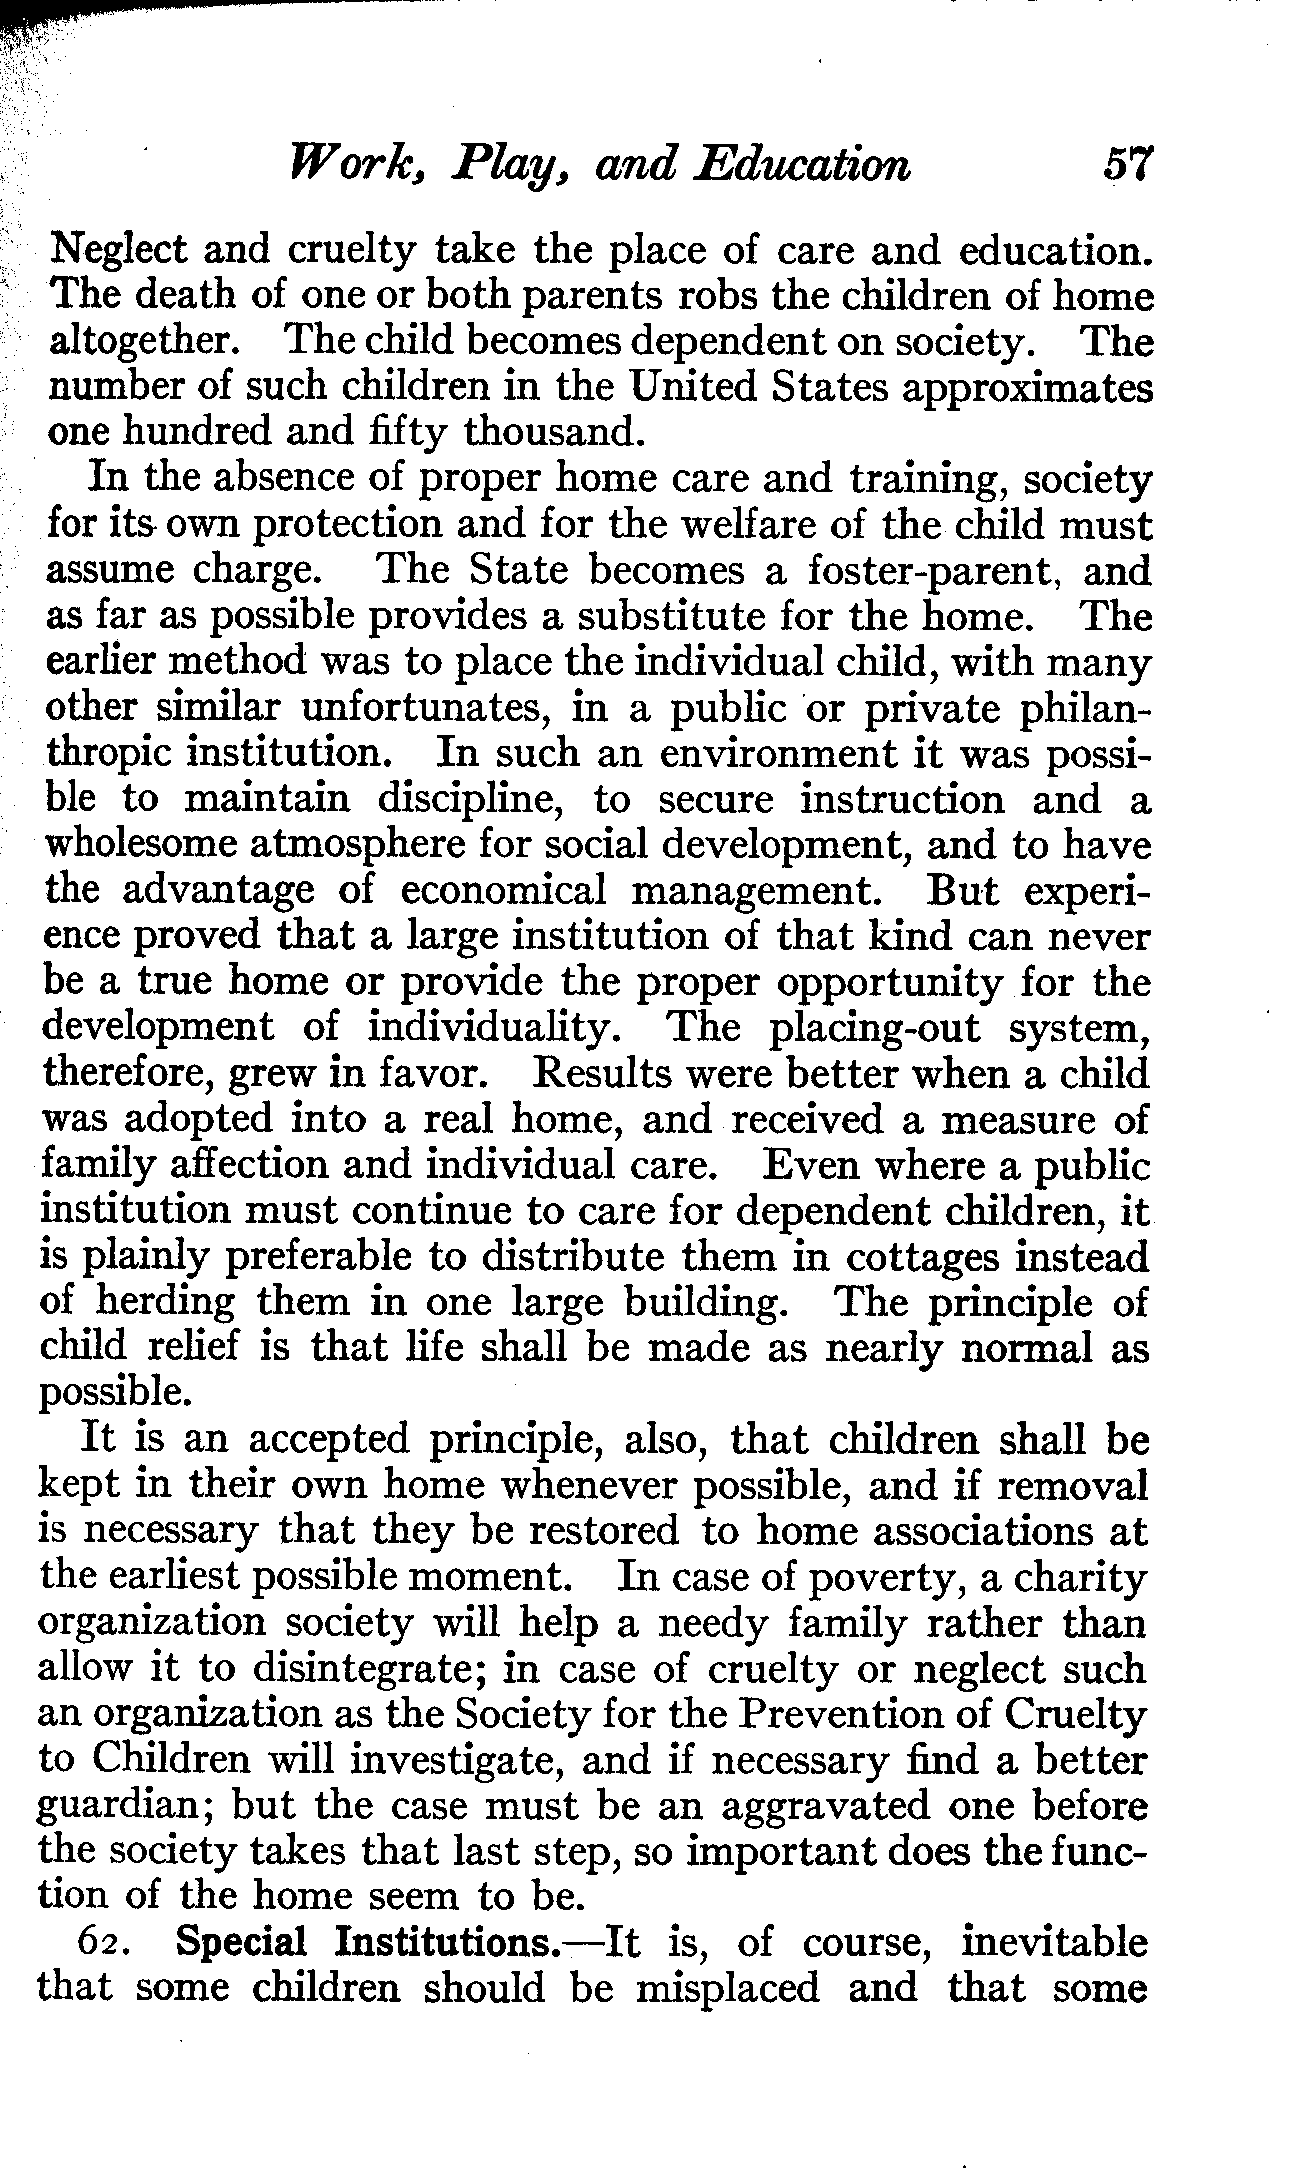 Work, Play, and Education 57
Neglect and cruelty take the place of care and education.
The death of one or both parents robs the children of home
altogether. The child becomes dependent on society. The
number of such children in the United States approximates
one hundred and fifty thousand.
In the absence of proper home care and training, society
for its own protection and for the welfare of the child must
assume charge. The State becomes a foster-parent, and
as far as possible provides a substitute for the home. The
earlier method was to place the individual child, with many
other similar unfortunates, in a public or private philan-
thropic institution. In such an environment it was possi-
ble to maintain discipline, to secure instruction and a
wholesome atmosphere for social development, and to have
the advantage of economical management. But experi-
ence proved that a large institution of that kind can never
be a true home or provide the proper opportunity for the
development of individuality. The placing-out system,
therefore, grew in favor. Results were better when a child
was adopted into a real home, and received a measure of
family affection and individual care. Even where a public
institution must continue to care for dependent children, it
is plainly preferable to distribute them in cottages instead
of herding them in one large building. The principle of
child relief is that life shall be made as nearly normal as
possible.
It is an accepted principle, also, that children shall be
kept in their own home whenever possible, and if removal
is necessary that they be restored to home associations at
the earliest possible moment. In case of poverty, a charity
organization society will help a needy family rather than
allow it to disintegrate; in case of cruelty or neglect such
an organization as the Society for the Prevention of Cruelty
to Children will investigate, and if necessary find a better
guardian; but the case must be an aggravated one before
the society takes that last step, so important does the func-
tion of the home seem to be.
62. Special Institutions.—It is, of course, inevitable
that some children should be misplaced and that some